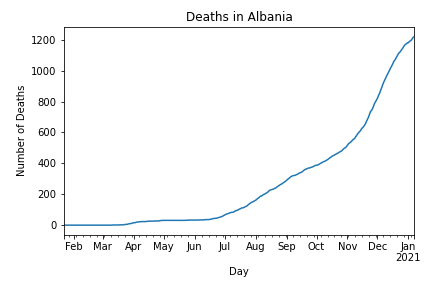 Deaths in Albania
1200
1000
800
600
400
200
0
Number of Deaths
Feb Mar Apr May Jun Jul Aug Sep Oct Nov Dec Jan
2021
Day